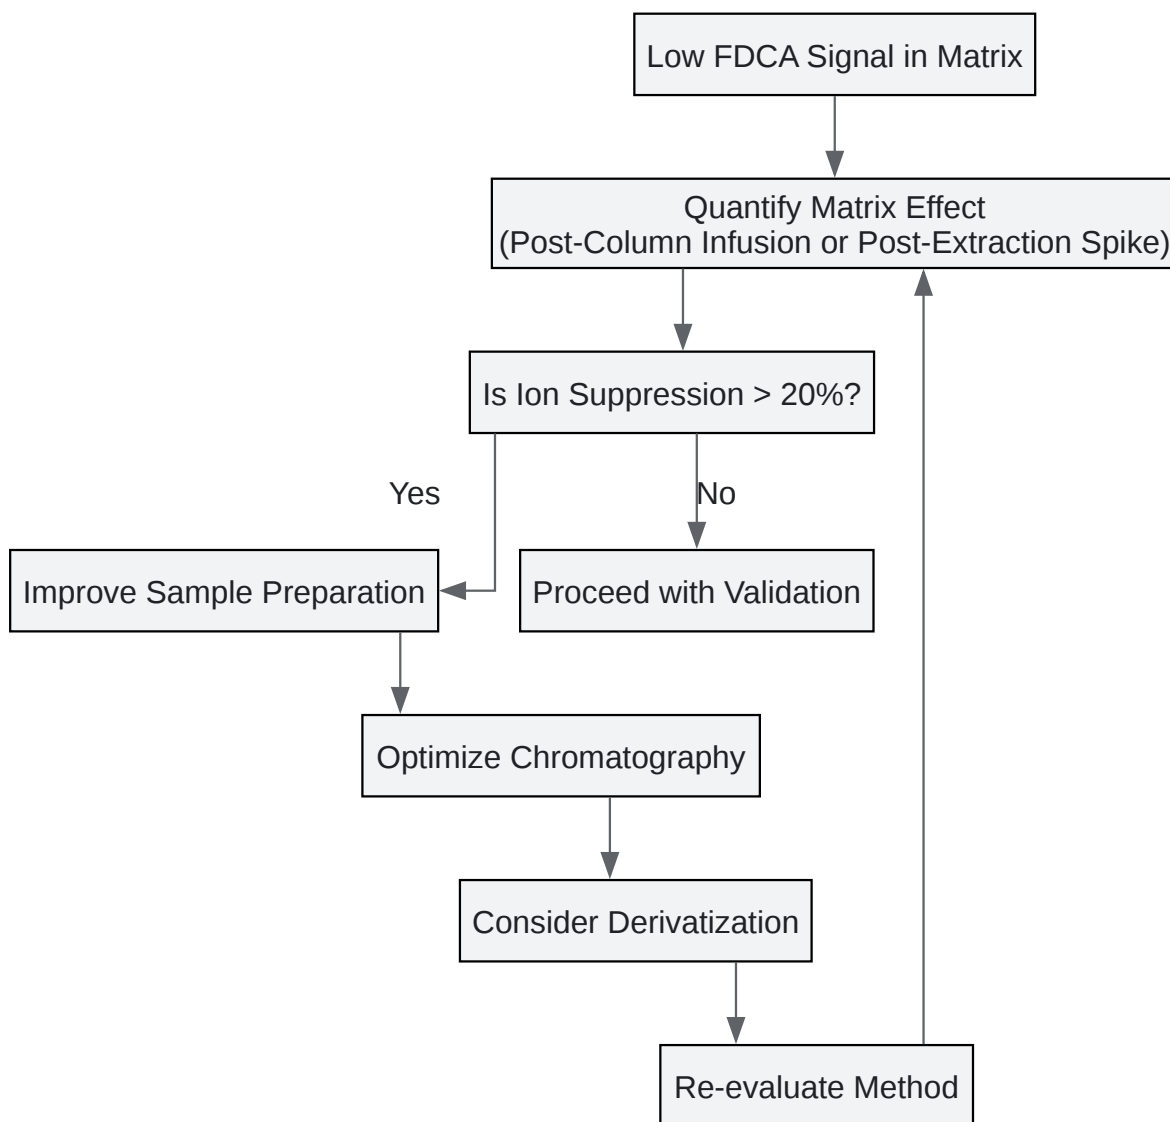 Low FDCA Signal in Matrix
Quantify Matrix Effect
(Post-Column Infusion or Post-Extraction Spike)
Is Ion Suppression > 20%?
Yes
No
Improve Sample Preparation
Proceed with Validation
Optimize Chromatography
Consider Derivatization
Re-evaluate Method